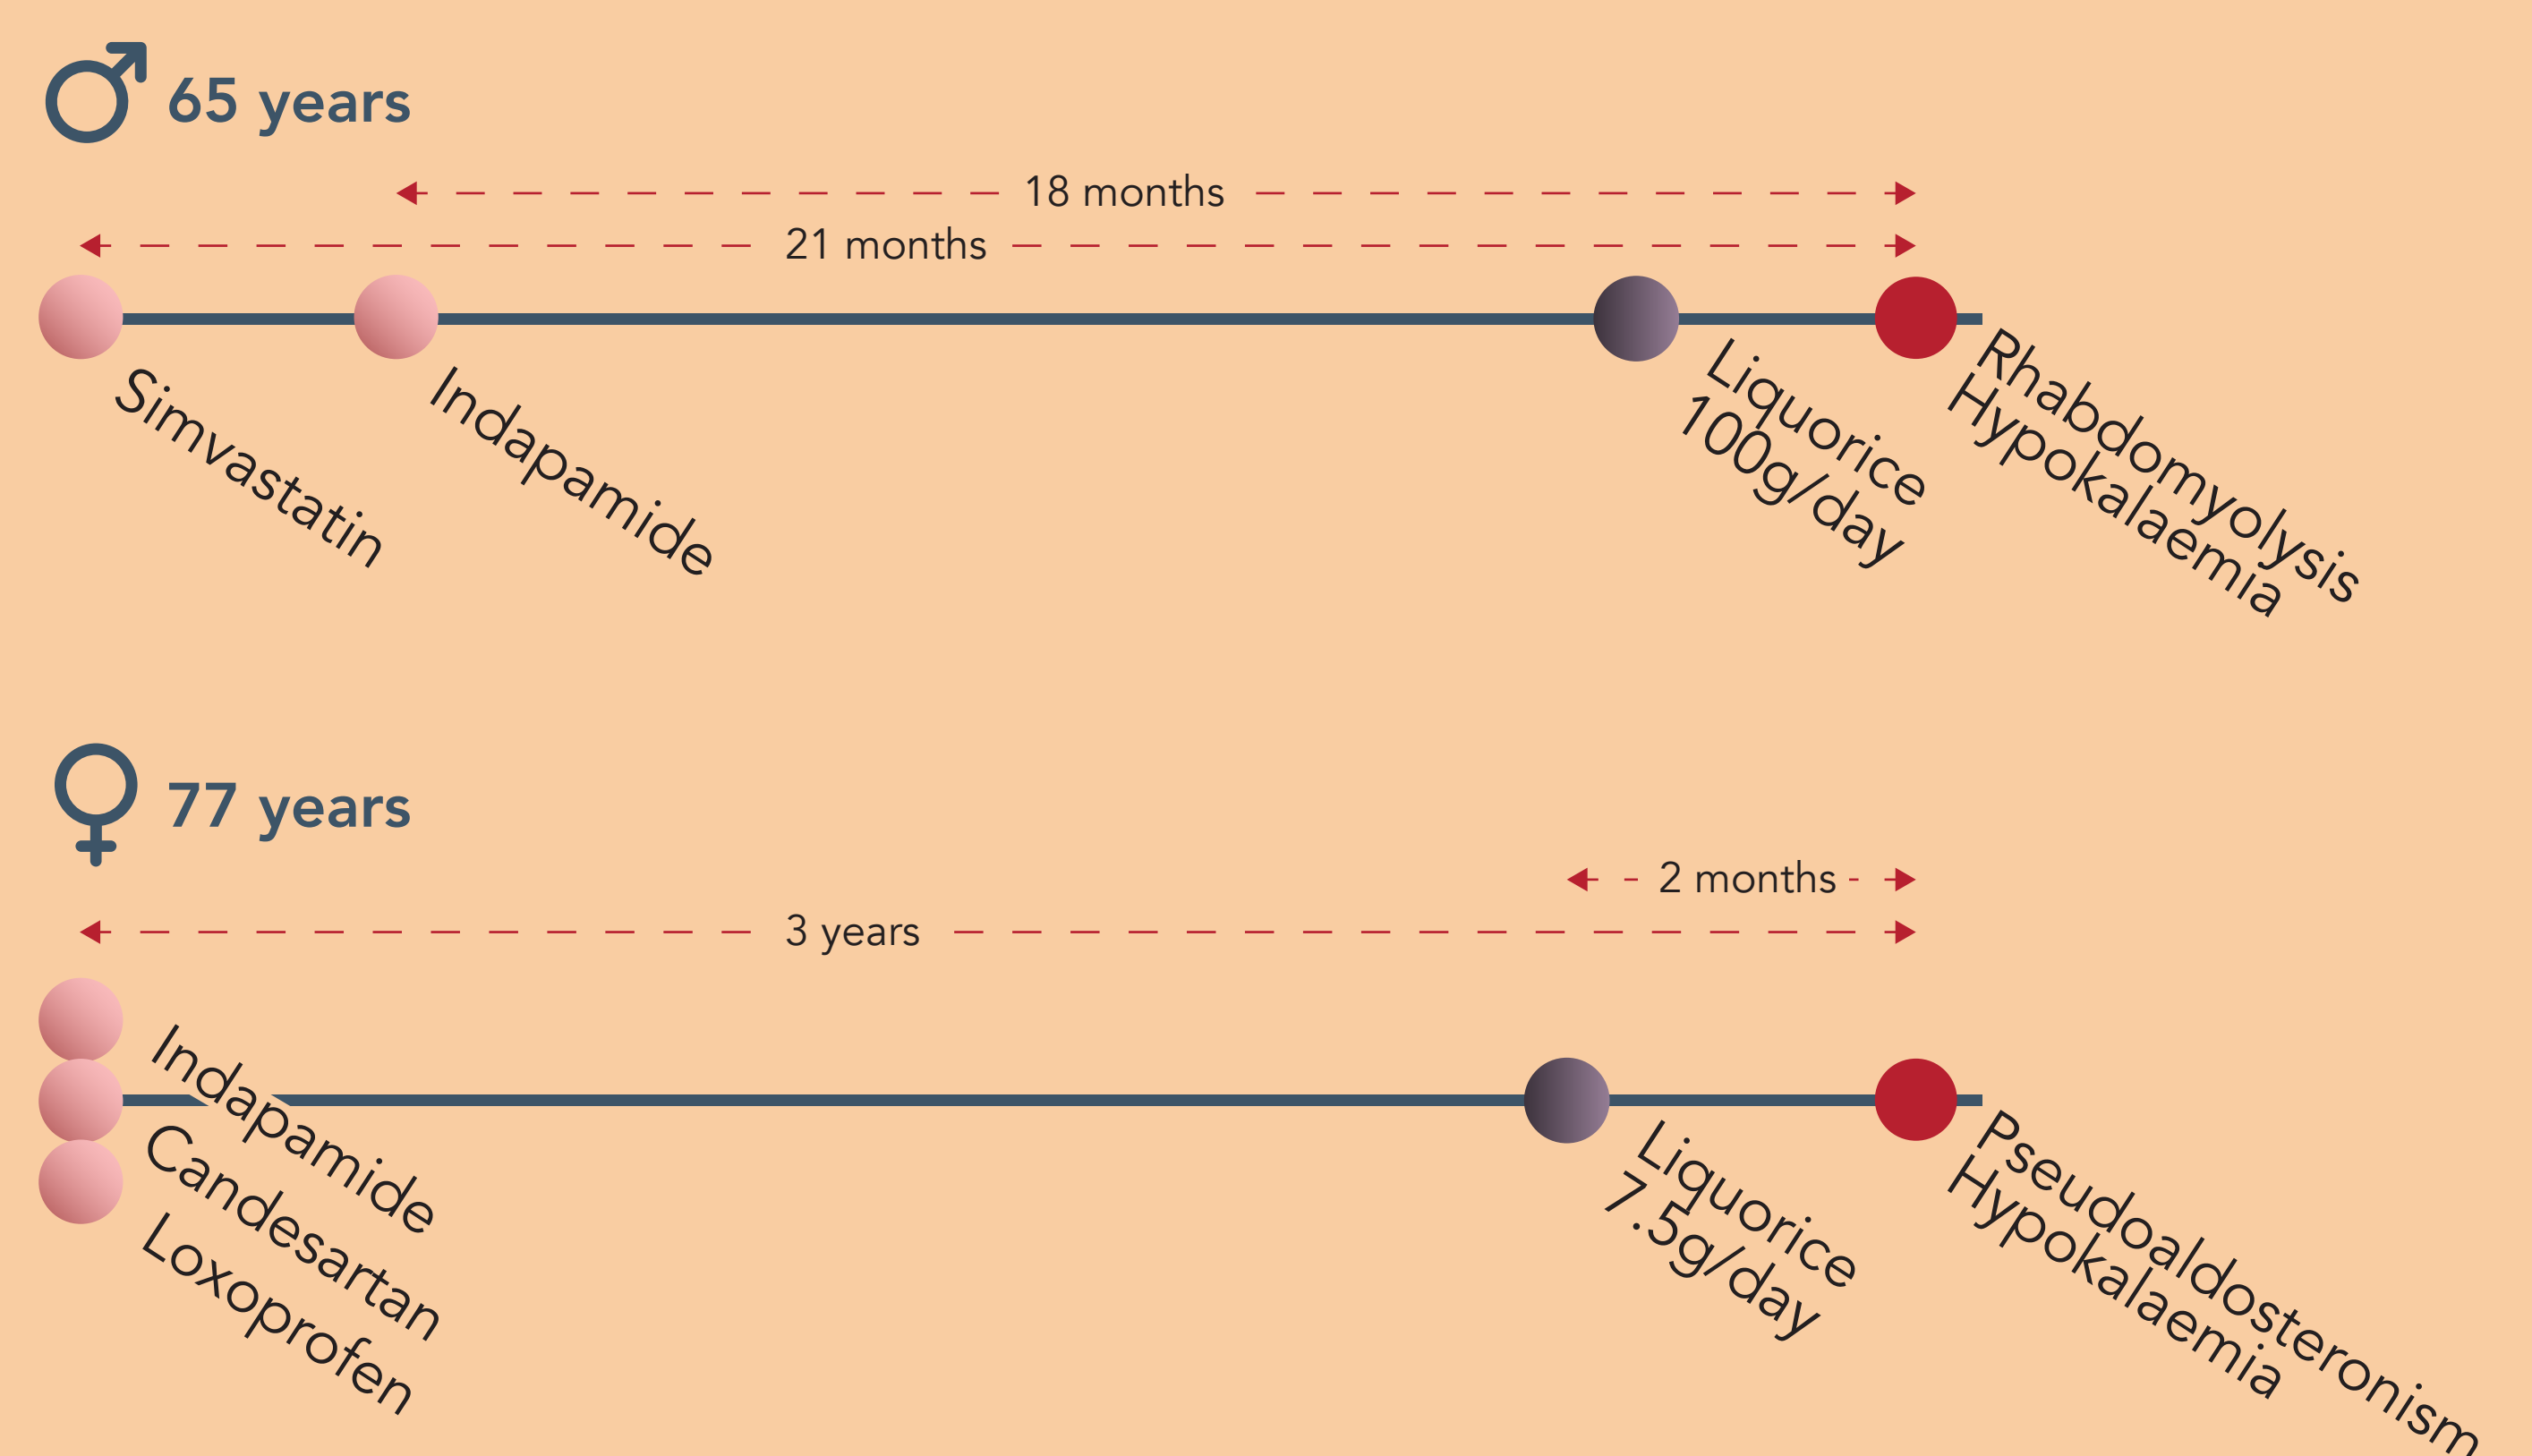 65 years
18 months
21 months
Simvastatin
Indapamide
Liquorice
100g/day
Rhabdomyolysis
Hypokalaemia
77 years
2 months
3 years
Indapamide
Candesartan
Loxoprofen
Liquorice
7.5g/day
Pseudoaldosteronism
Hypokalaemia